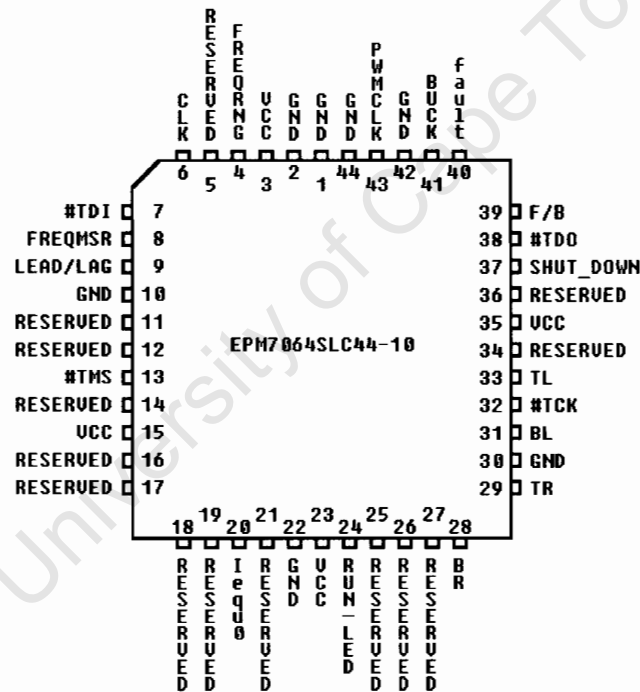 CLK RESERVED FREQRNG VCC GND GND GND PWMCLK GND BUCK fault
6 5 4 3 2 1 44 43 42 41 40
#TDI 7 39 F/B
FREQMSR 8 38 #TDO
LEAD/LAG 9 37 SHUT_DOWN
GND 10 36 RESERVED
RESERVED 11 35 VCC
RESERVED 12 EPM7064SLC44-10 34 RESERVED
#TMS 13 33 TL
RESERVED 14 32 #TCK
VCC 15 31 BL
RESERVED 16 30 GND
RESERVED 17 29 TR
18 19 20 21 22 23 24 25 26 27 28
RESERVED RESERVED Iequ0 RESERVED GND VCC RUN-LED RESERVED RESERVED RESERVED BR
University of Cape To